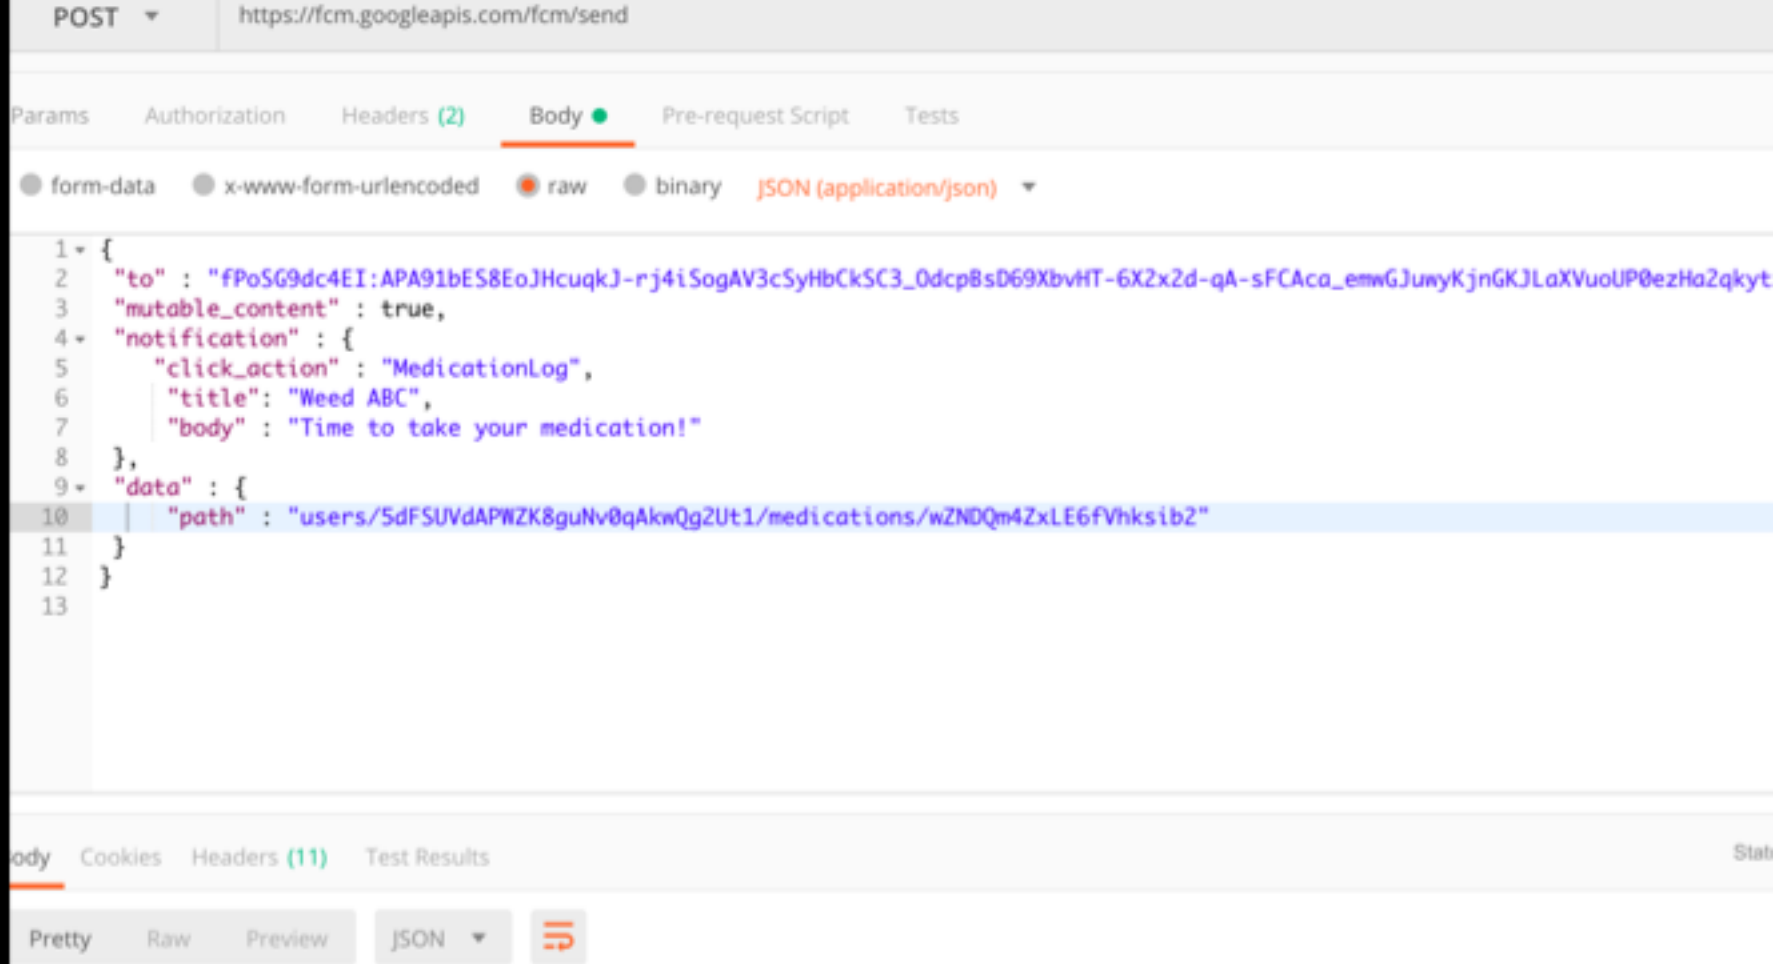 POST https://fcm.googleapis.com/fcm/send
Params Authorization Headers (2) Body Pre-request Script Tests
form-data x-www-form-urlencoded raw binary JSON (application/json)
1 {
2 "to" : "fPoSG9dc4EI:APA91bES8EoJHcuqkJ-rj4iSogAV3cSyHbCkSC3_OdcpBsD69XbvHT-6X2x2d-qA-sFCAca_emwGJuwyKjnGKJLaXVuoUP0ezHa2qkyt
3 "mutable_content" : true,
4 "notification" : {
5 "click_action" : "MedicationLog",
6 "title": "Weed ABC",
7 "body" : "Time to take your medication!"
8 },
9 "data" : {
10 "path" : "users/5dFSUVdAPWZK8guNv0qAkwQg2Ut1/medications/wZNDQm4ZxLE6fVhksib2"
11 }
12 }
13
ody Cookies Headers (11) Test Results Stat
Pretty Raw Preview JSON